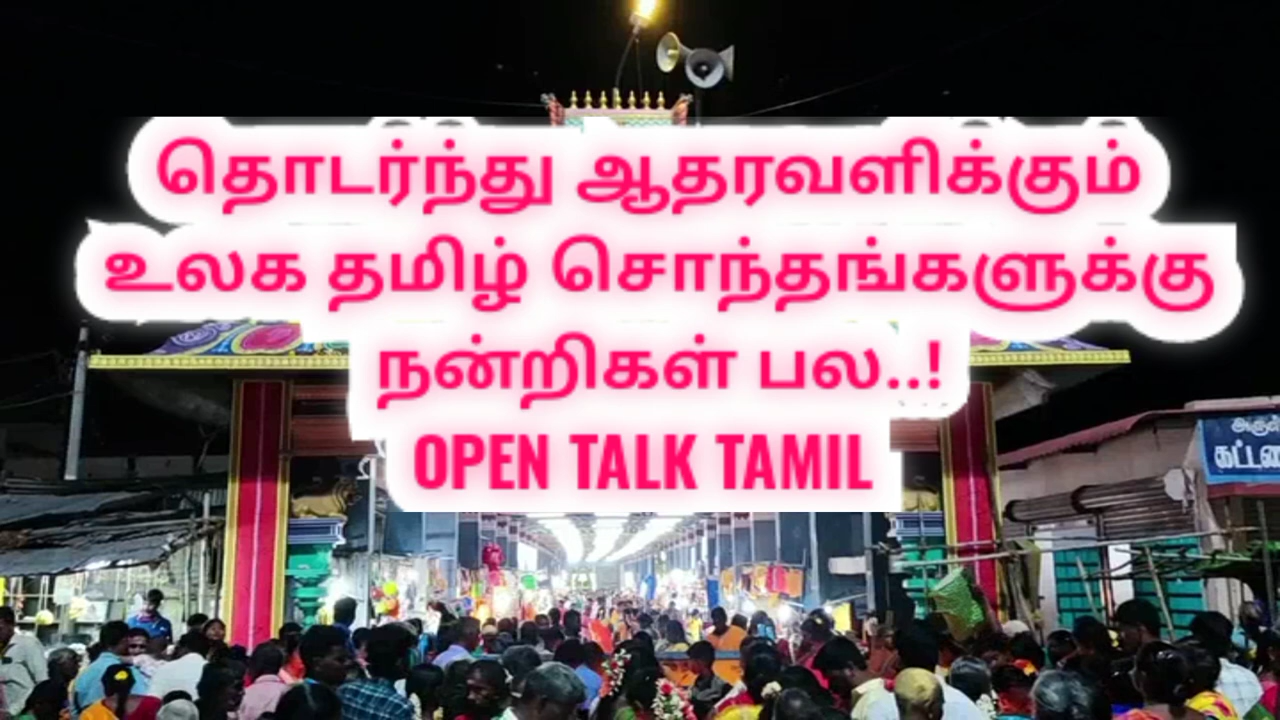 தொடர்ந்து ஆதரவளிக்கும்
உலக தமிழ் சொந்தங்களுக்கு
நன்றிகள் பல..!
OPEN TALK TAMIL